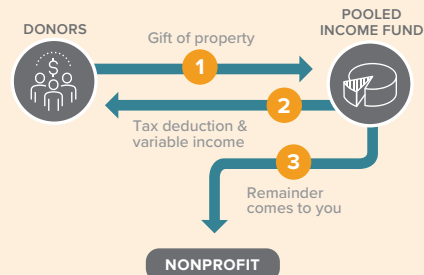 DONORS
Gift of property
POOLED
INCOME FUND
1
$
2
Tax deduction &
variable income
3
Remainder
comes to you
NONPROFIT